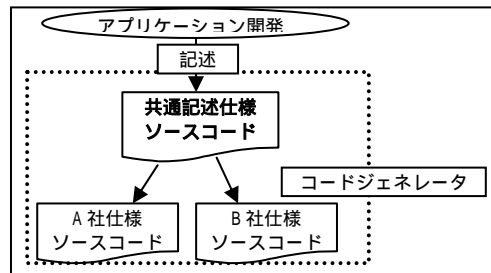 アプリケーション開発
記述
共通記述仕様
ソースコード
コードジェネレータ
A社仕様
ソースコード
B社仕様
ソースコード